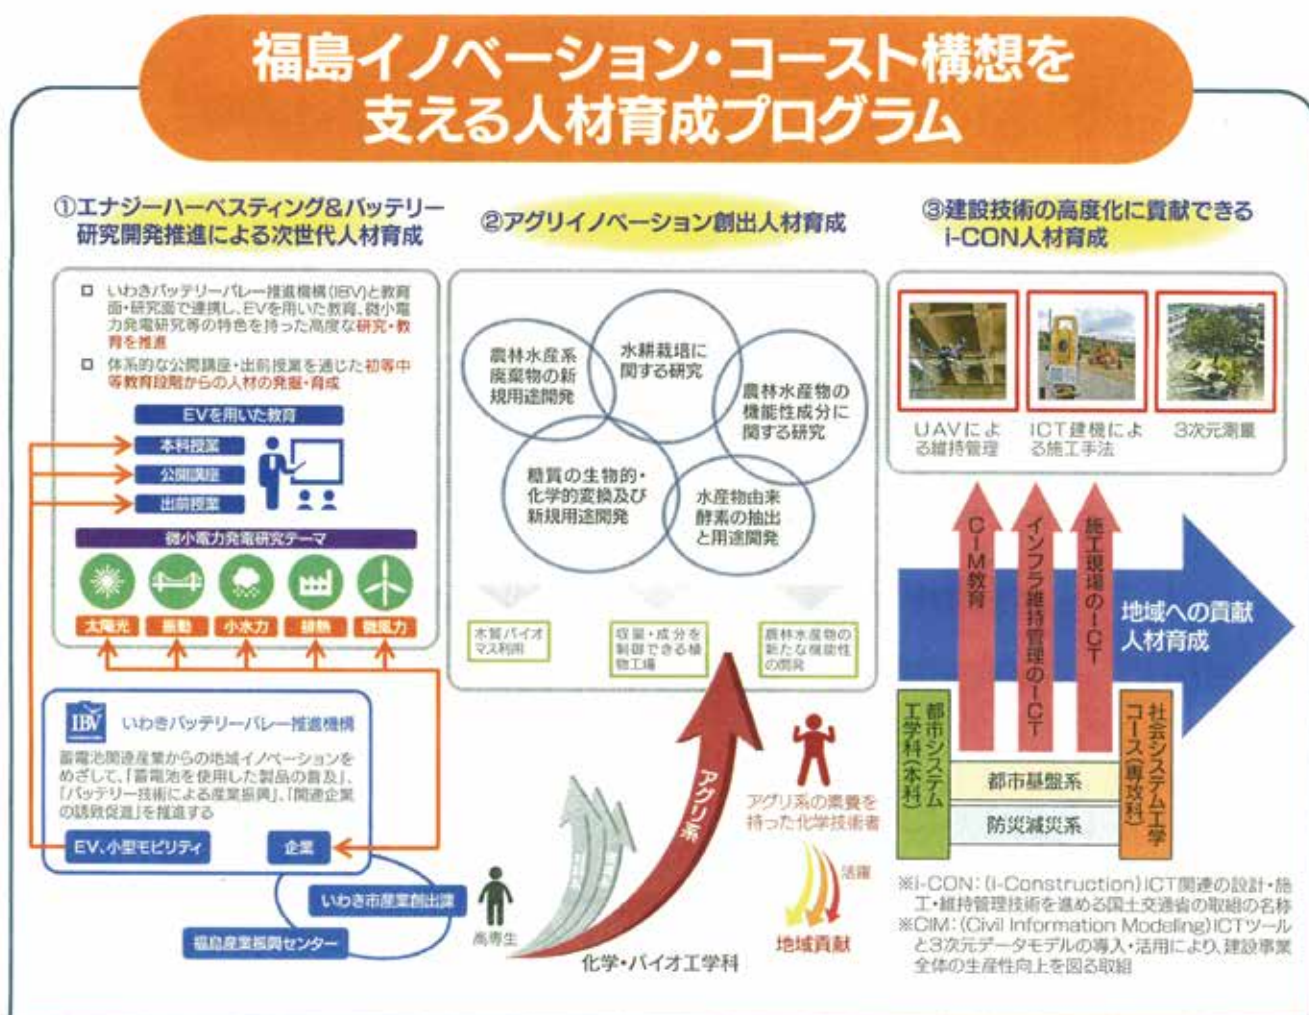 福島イノベーション・コースト構想を
支える人材育成プログラム
①エナジーハーベスティング&バッテリー
研究開発推進による次世代人材育成
□ いわきバッテリーバレー推進機構(IBV)と教育
面・研究面で連携し、EVを用いた教育、微小電
力発電研究等の特色を持った高度な研究・教
育を推進
□ 体系的な公開講座・出前授業を通じた初等中
等教育段階からの人材の発掘・育成
EVを用いた教育
本科授業
公開講座
出前授業
微小電力発電研究テーマ
太陽光
振動
小水力
排熱
微風力
IBV
いわきバッテリーバレー推進機構
蓄電池関連産業からの地域イノベーションを
めざして、「蓄電池を使用した製品の普及」、
「バッテリー技術による産業振興」、「関連企業
の誘致促進」を推進する
EV、小型モビリティ
企業
いわき市産業創出課
福島産業振興センター
②アグリイノベーション創出人材育成
農林水産系
廃棄物の新
規用途開発
水耕栽培に
関する研究
農林水産物の
機能性成分に
関する研究
糖質の生物的・
化学的変換及び
新規用途開発
水産物由来
酵素の抽出
と用途開発
木質バイオ
マス利用
収量・成分を
制御できる植
物工場
農林水産物の
新たな機能性
の開発
アグリ系
アグリ系の素養を
持った化学技術者
活躍
地域貢献
高専生
化学・バイオ工学科
③建設技術の高度化に貢献できる
i-CON人材育成
UAVによ
る維持管理
ICT建機によ
る施工手法
3次元測量
CIM教育
インフラ維持管理のICT
施工現場のICT
地域への貢献
人材育成
都市システム
工学科(本科)
都市基盤系
防災減災系
社会システム工学
コース(専攻科)
※i-CON:(i-Construction)ICT関連の設計・施
工・維持管理技術を進める国土交通省の取組の名称
※CIM:(Civil Information Modeling)ICTツール
と3次元データモデルの導入・活用により、建設事業
全体の生産性向上を図る取組